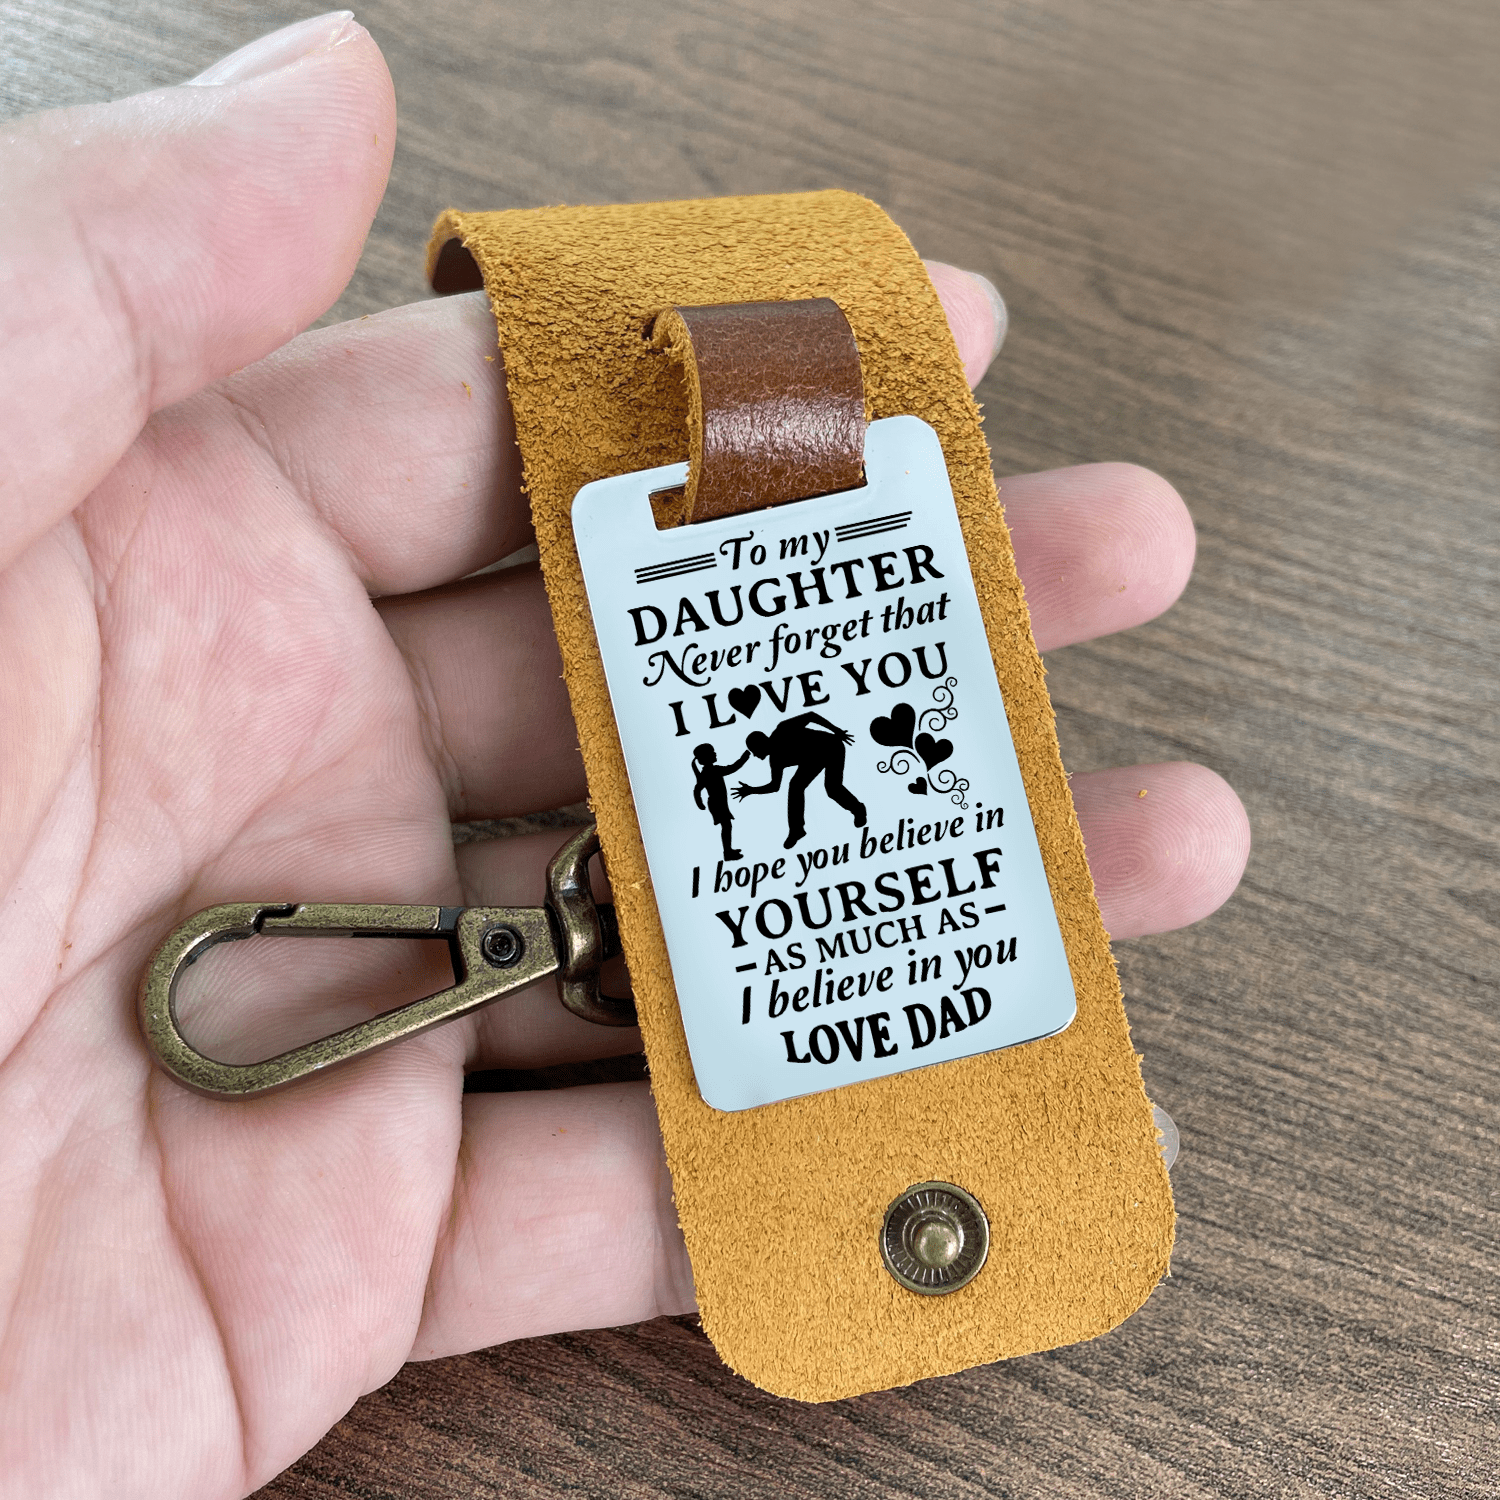 To my
DAUGHTER
Never forget that
I LOVE YOU
I hope you believe in
YOURSELF
-AS MUCH AS-
I believe in you
LOVE DAD